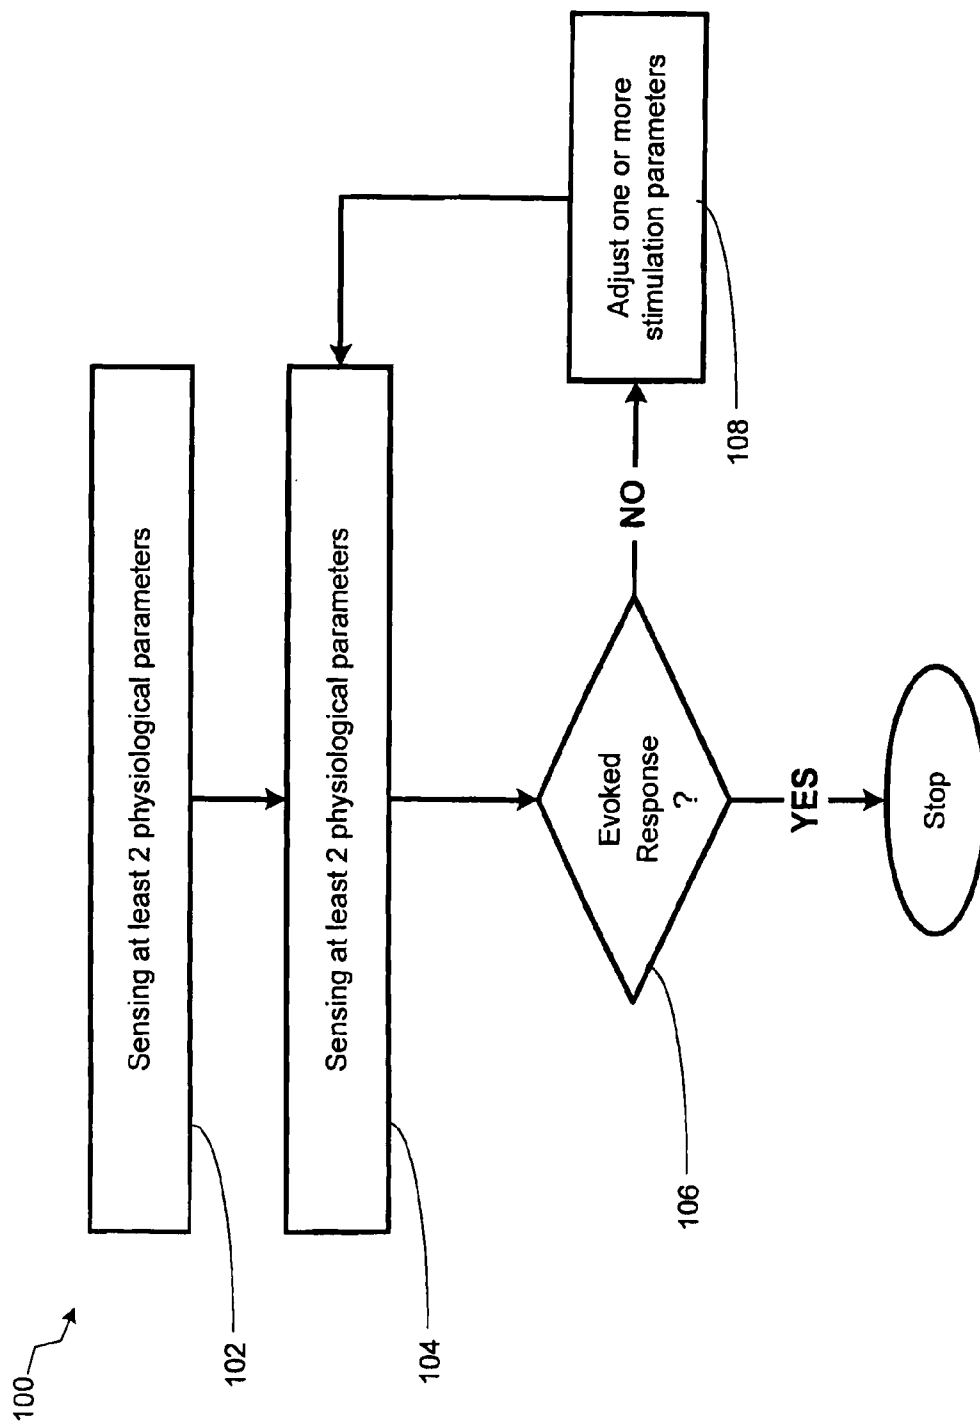 100
Sensing at least 2 physiological parameters
102
Sensing at least 2 physiological parameters
104
Evoked
Response
?
106
NO
Adjust one or more
stimulation parameters
108
YES
Stop